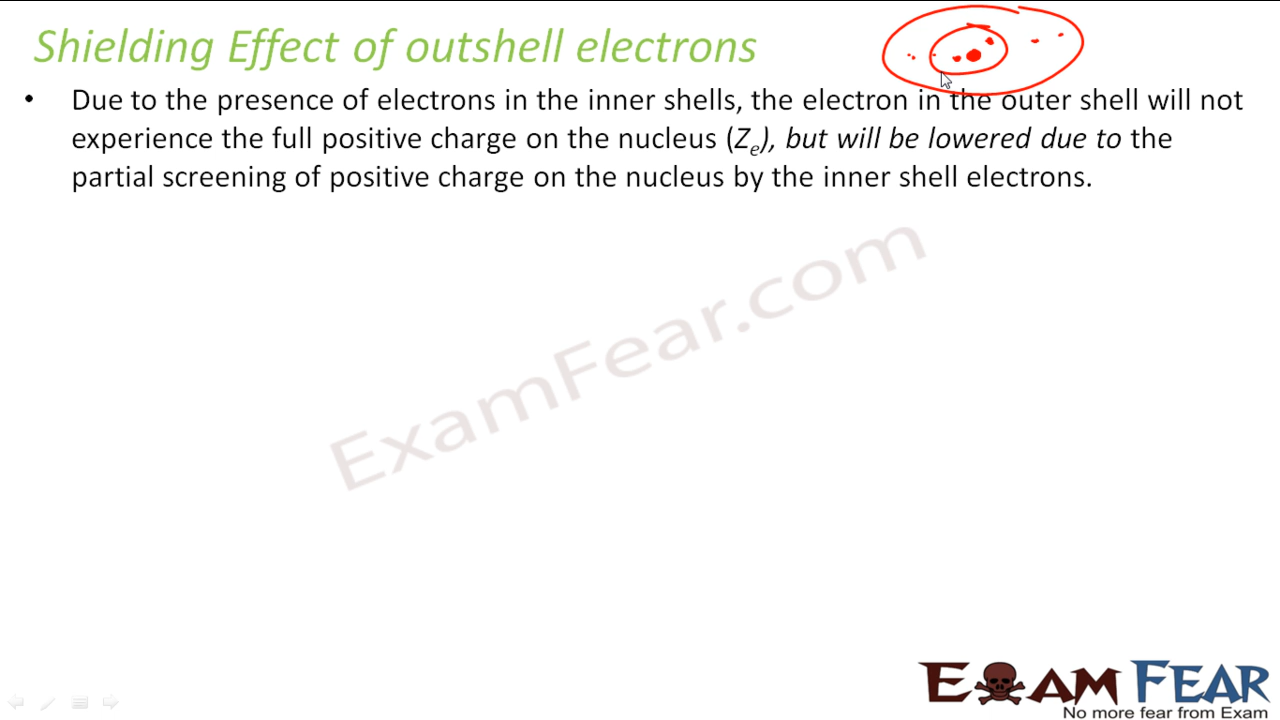 Shielding Effect of outshell electrons
• Due to the presence of electrons in the inner shells, the electron in the outer shell will not
experience the full positive charge on the nucleus (Ze), but will be lowered due to the
partial screening of positive charge on the nucleus by the inner shell electrons.
ExamFear.com
EXAM FEAR
No more fear from Exam